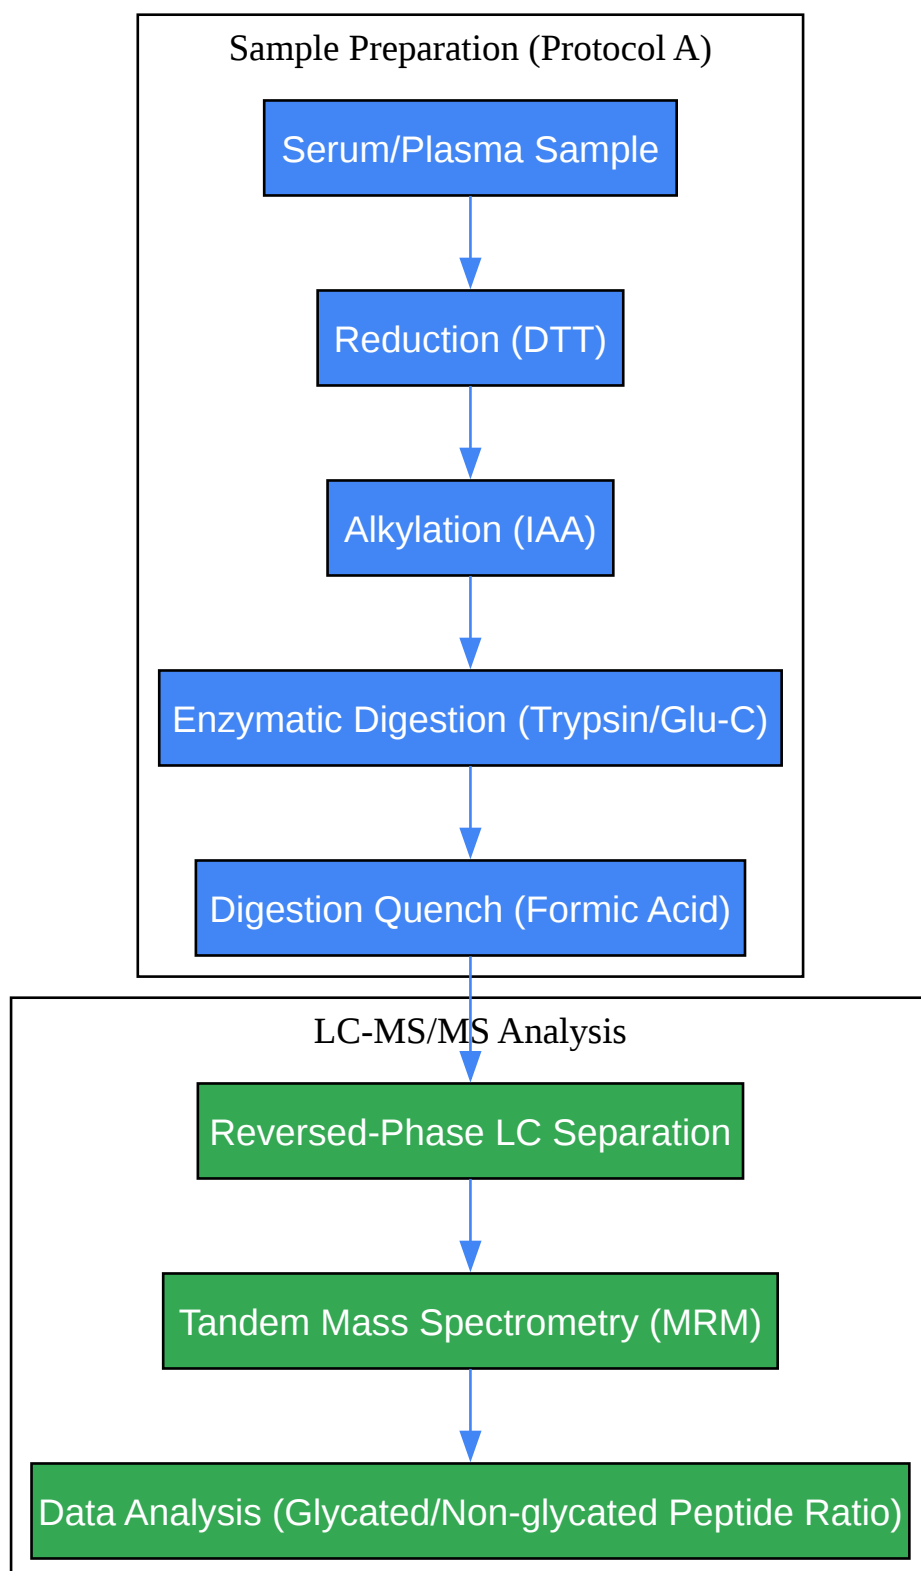 Sample Preparation (Protocol A)
Serum/Plasma Sample
Reduction (DTT)
Alkylation (IAA)
Enzymatic Digestion (Trypsin/Glu-C)
Digestion Quench (Formic Acid)
LC-MS/MS Analysis
Reversed-Phase LC Separation
Tandem Mass Spectrometry (MRM)
Data Analysis (Glycated/Non-glycated Peptide Ratio)